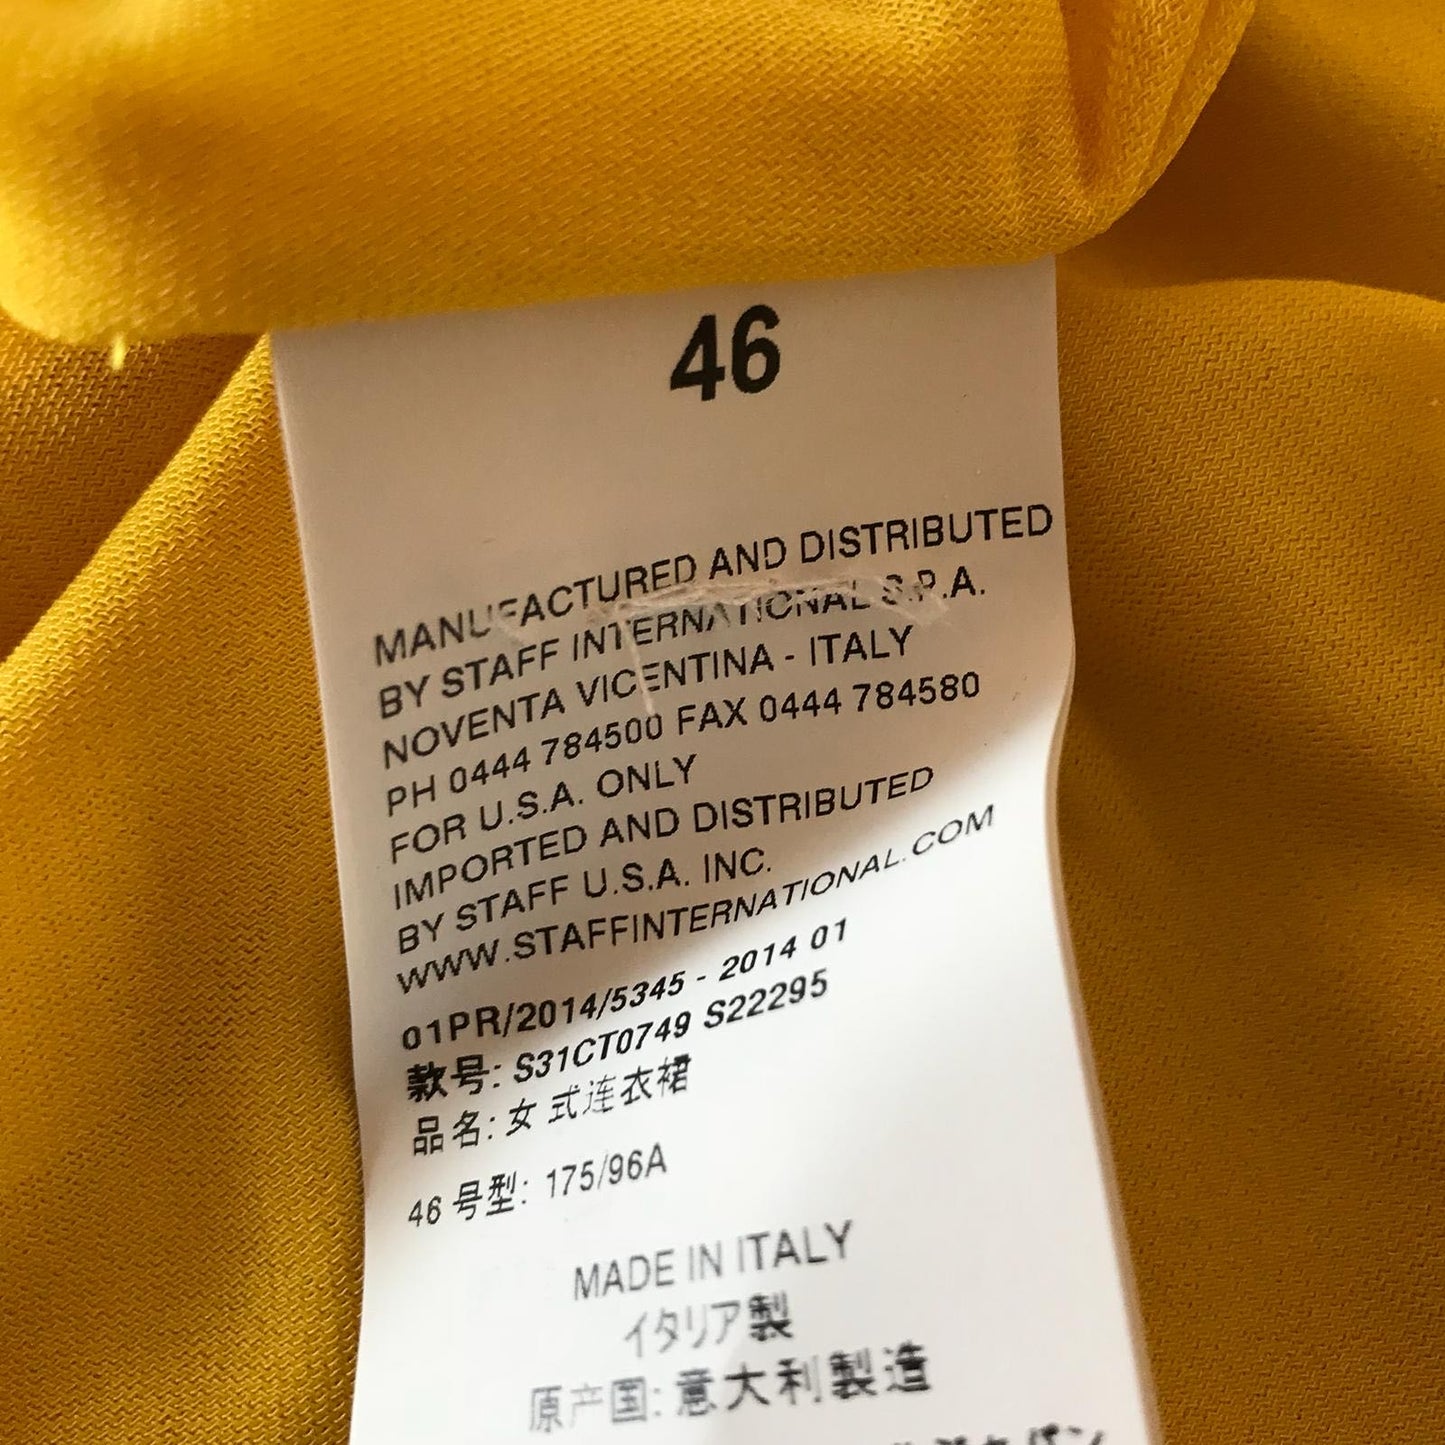 46
MANUFACTURED AND DISTRIBUTED
BY STAFF INTERNATIONAL S.P.A.
NOVENTA VICENTINA - ITALY
PH 0444 784500 FAX 0444 784580
FOR U.S.A. ONLY
IMPORTED AND DISTRIBUTED
BY STAFF U.S.A. INC.
WWW.STAFFINTERNATIONAL.COM
01PR/2014/5345 - 2014 01
款号: S31CT0749 S22295
品名: 女式连衣裙
46 号型: 175/96A
MADE IN ITALY
イタリア製
原产国: 意大利製造